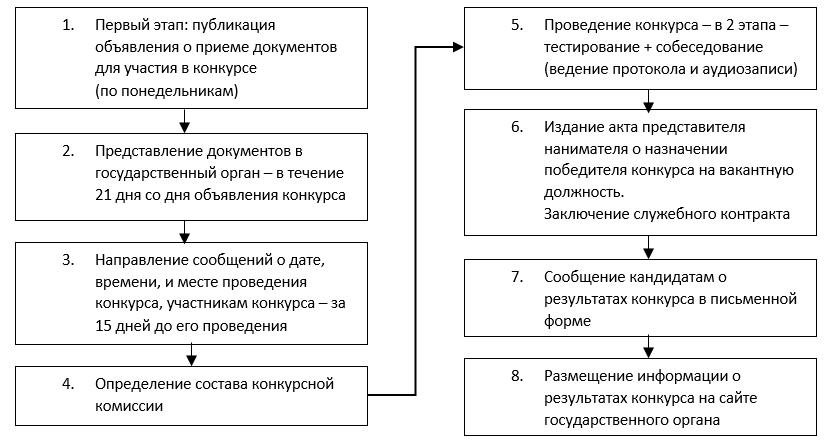 1. Первый этап: публикация
объявления о приеме документов
для участия в конкурсе
(по понедельникам)
2. Представление документов в
государственный орган – в течение
21 дня со дня объявления конкурса
3. Направление сообщений о дате,
времени, и месте проведения
конкурса, участникам конкурса – за
15 дней до его проведения
4. Определение состава конкурсной
комиссии
5. Проведение конкурса – в 2 этапа –
тестирование + собеседование
(ведение протокола и аудиозаписи)
6. Издание акта представителя
нанимателя о назначении
победителя конкурса на вакантную
должность.
Заключение служебного контракта
7. Сообщение кандидатам о
результатах конкурса в письменной
форме
8. Размещение информации о
результатах конкурса на сайте
государственного органа